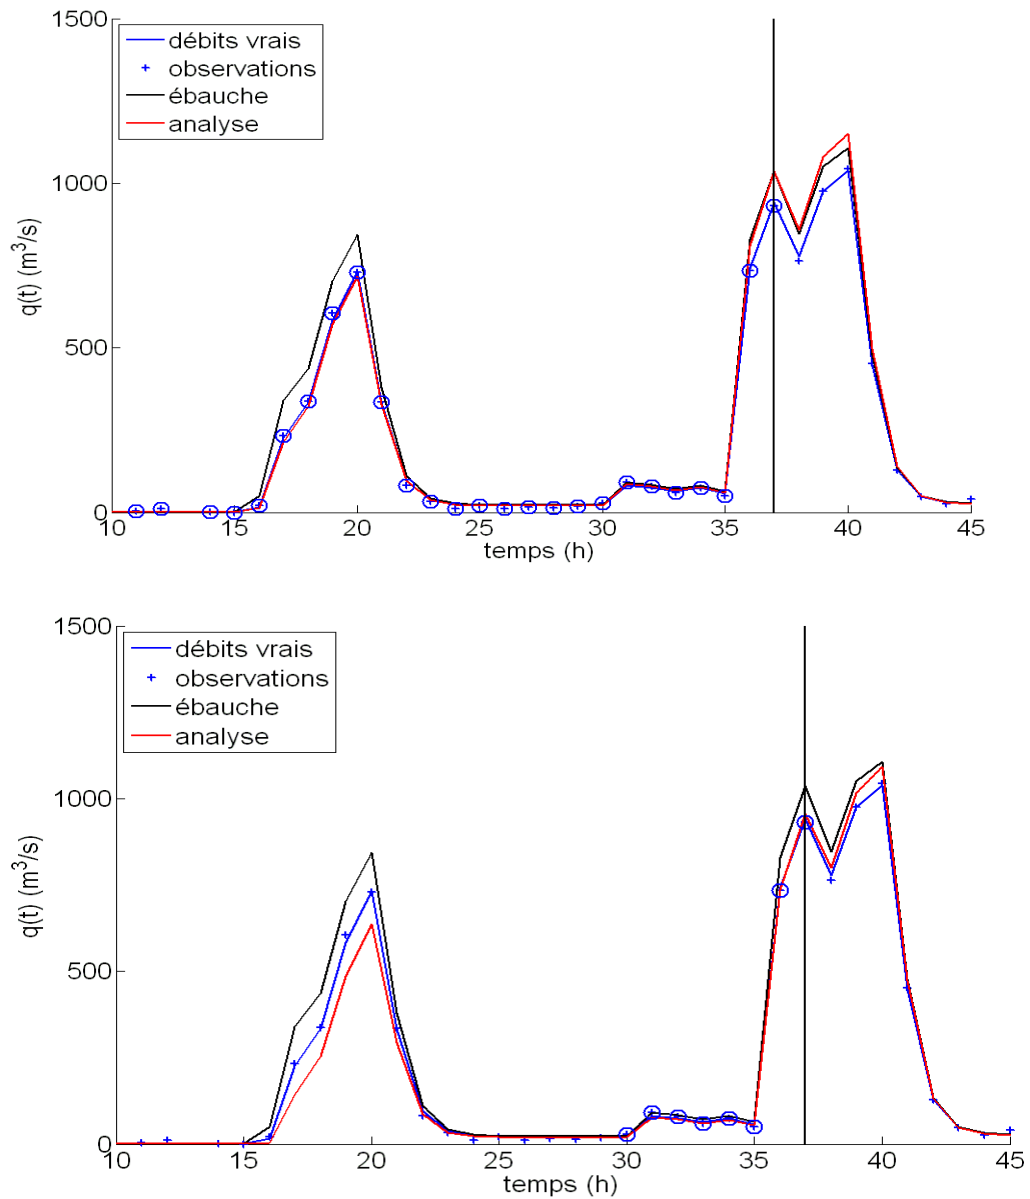 1500
1000
500
0
q(t) (m³/s)
débits vrais
observations
ébauche
analyse
10 15 20 25 30 35 40 45
temps (h)
1500
1000
500
0
q(t) (m³/s)
débits vrais
observations
ébauche
analyse
10 15 20 25 30 35 40 45
temps (h)